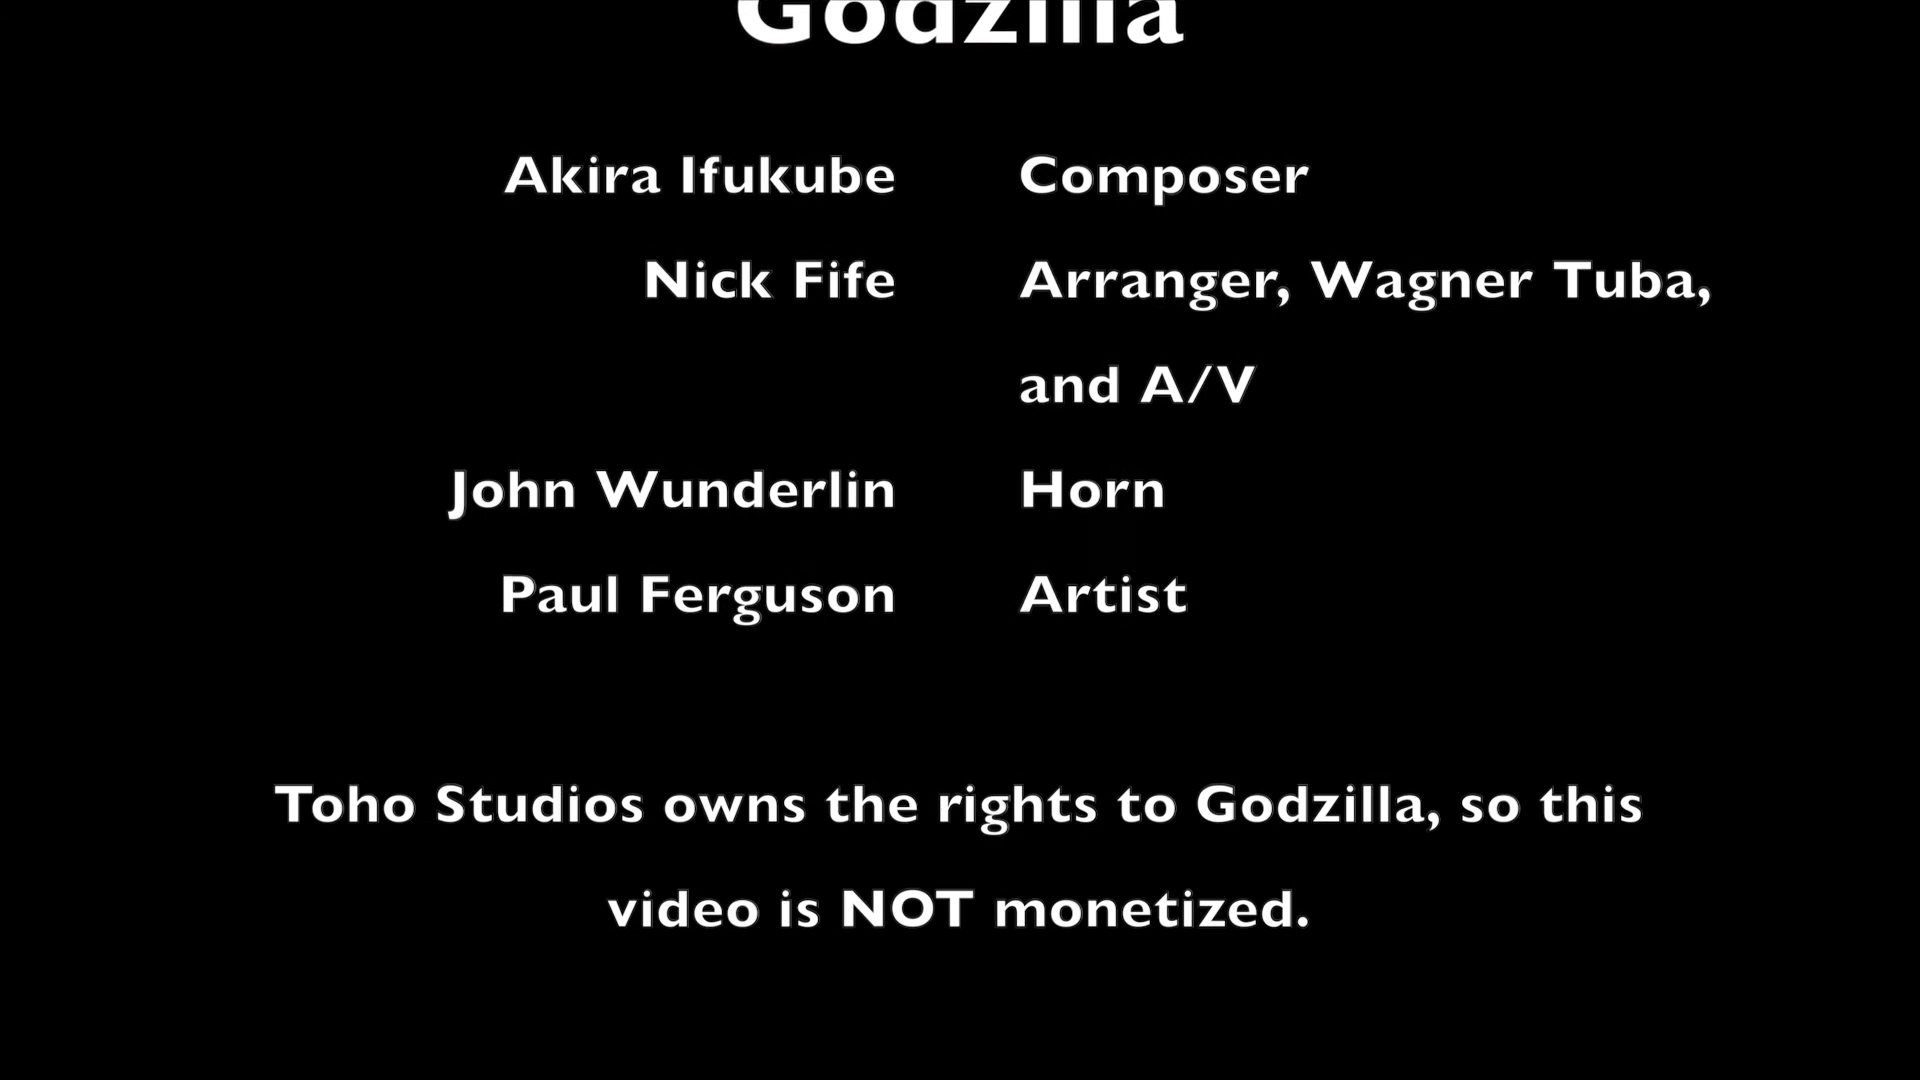 Godzilla
Akira Ifukube Composer
Nick Fife Arranger, Wagner Tuba,
and A/V
John Wunderlin Horn
Paul Ferguson Artist
Toho Studios owns the rights to Godzilla, so this
video is NOT monetized.